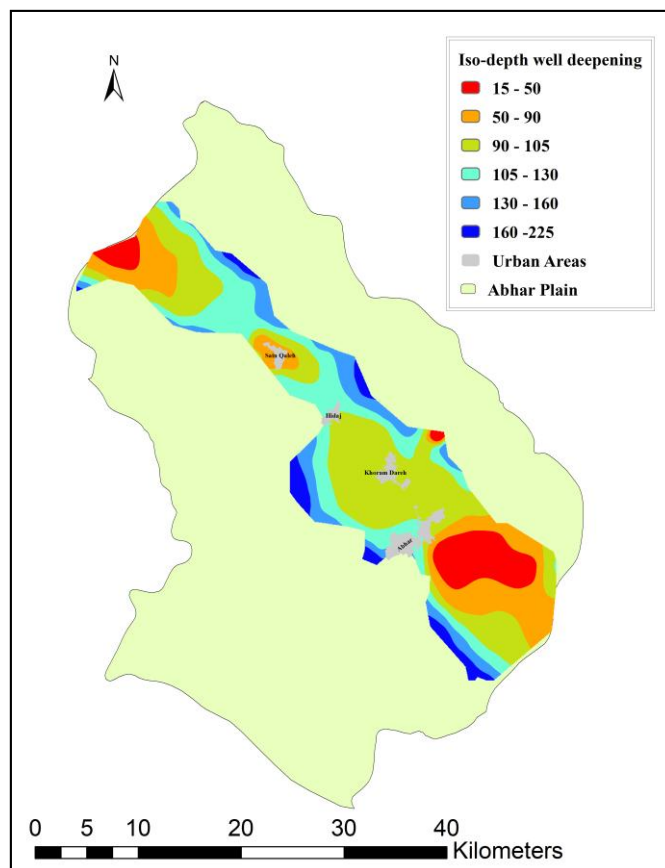 N
Iso-depth well deepening
15 - 50
50 - 90
90 - 105
105 - 130
130 - 160
160 -225
Urban Areas
Abhar Plain
Sain Qaleh
Hidaj
Khoram Dareh
Abhar
0 5 10 20 30 40
Kilometers